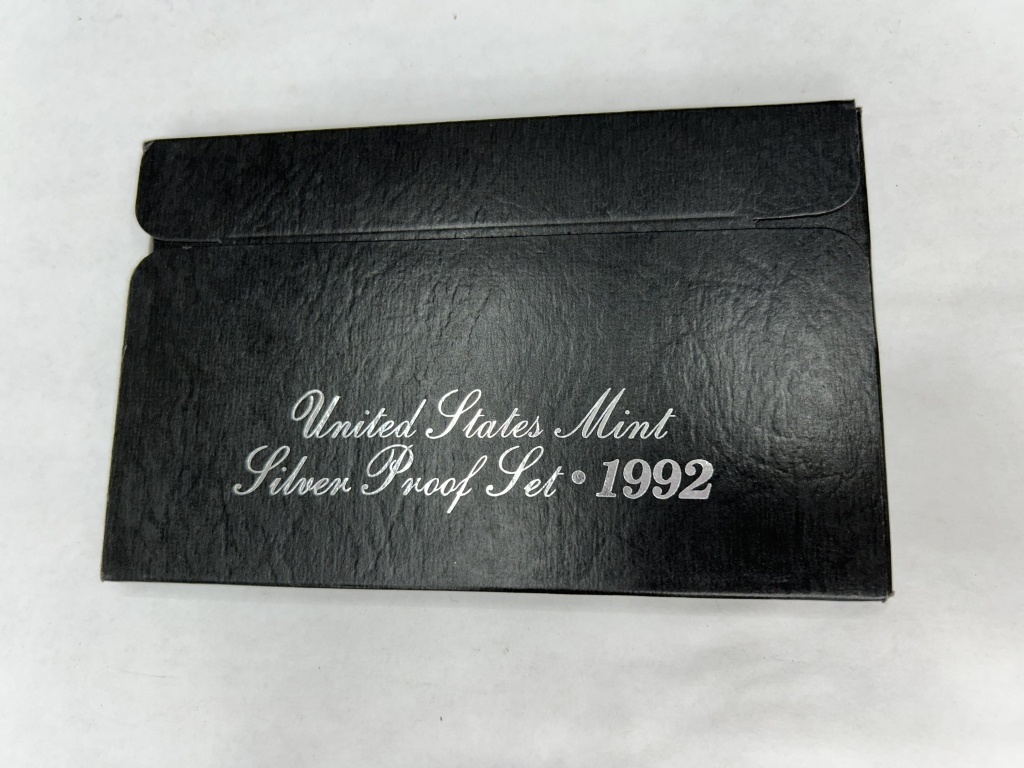 United States Mint
Silver Proof Set • 1992